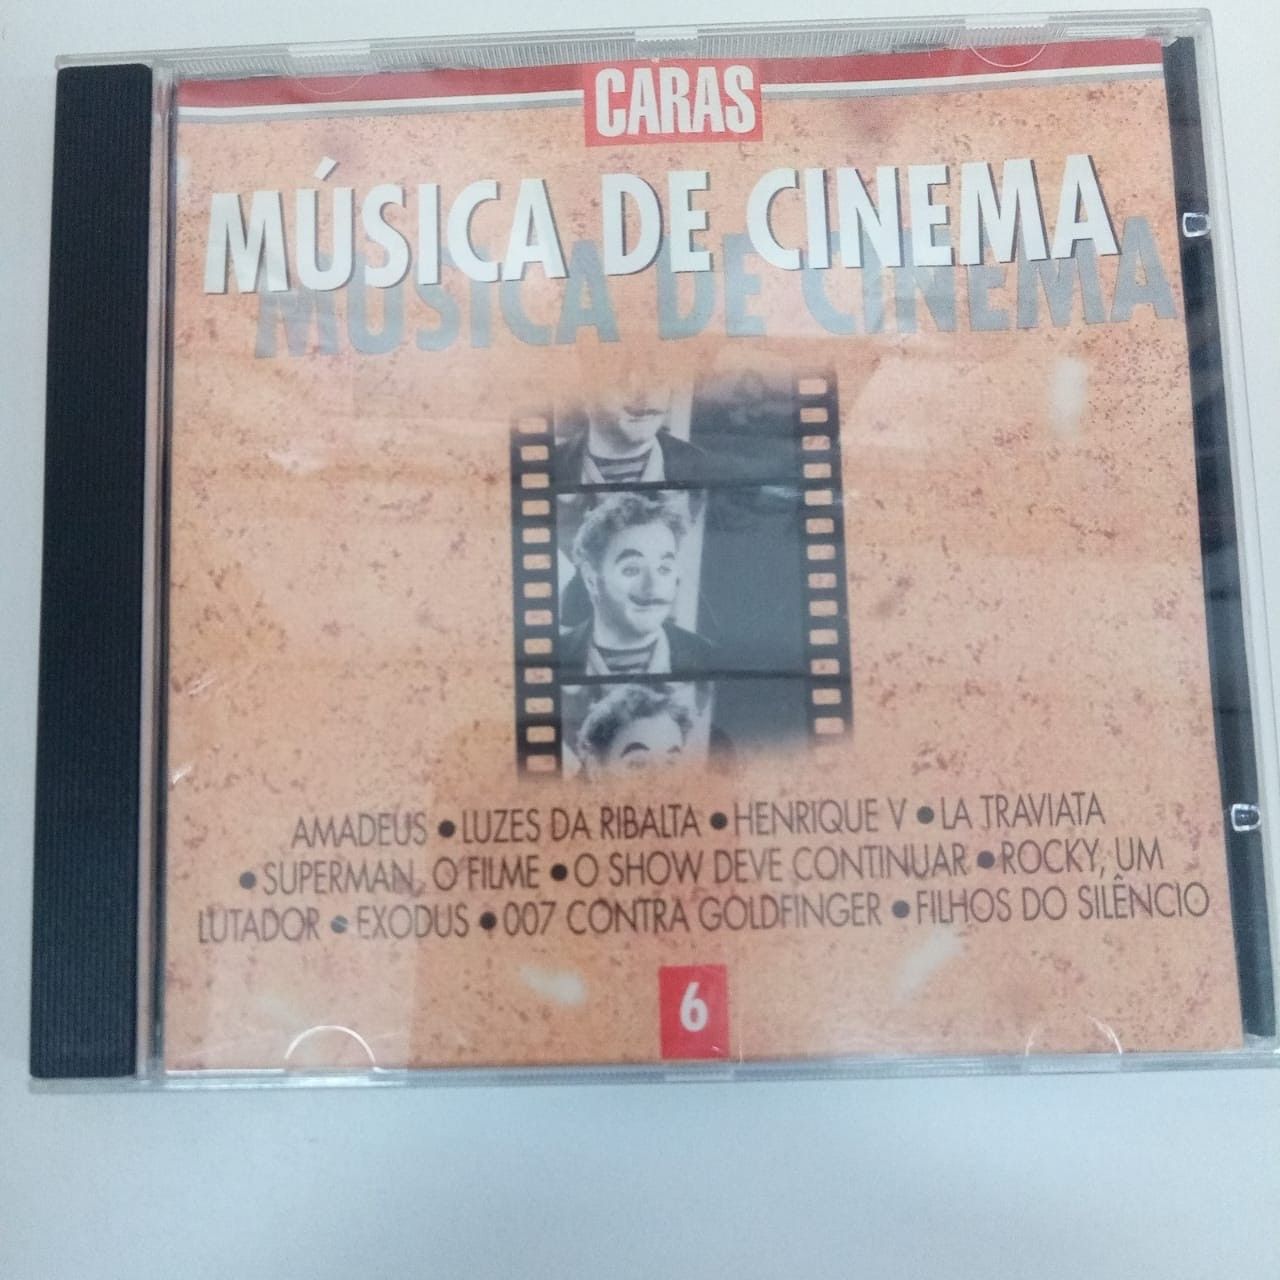 CARAS
MÚSICA DE CINEMA
MÚSICA DE CINEMA
AMADEUS • LUZES DA RIBALTA • HENRIQUE V • LA TRAVIATA
• SUPERMAN, O FILME • O SHOW DEVE CONTINUAR • ROCKY, UM
LUTADOR • EXODUS • 007 CONTRA GOLDFINGER • FILHOS DO SILÊNCIO
6